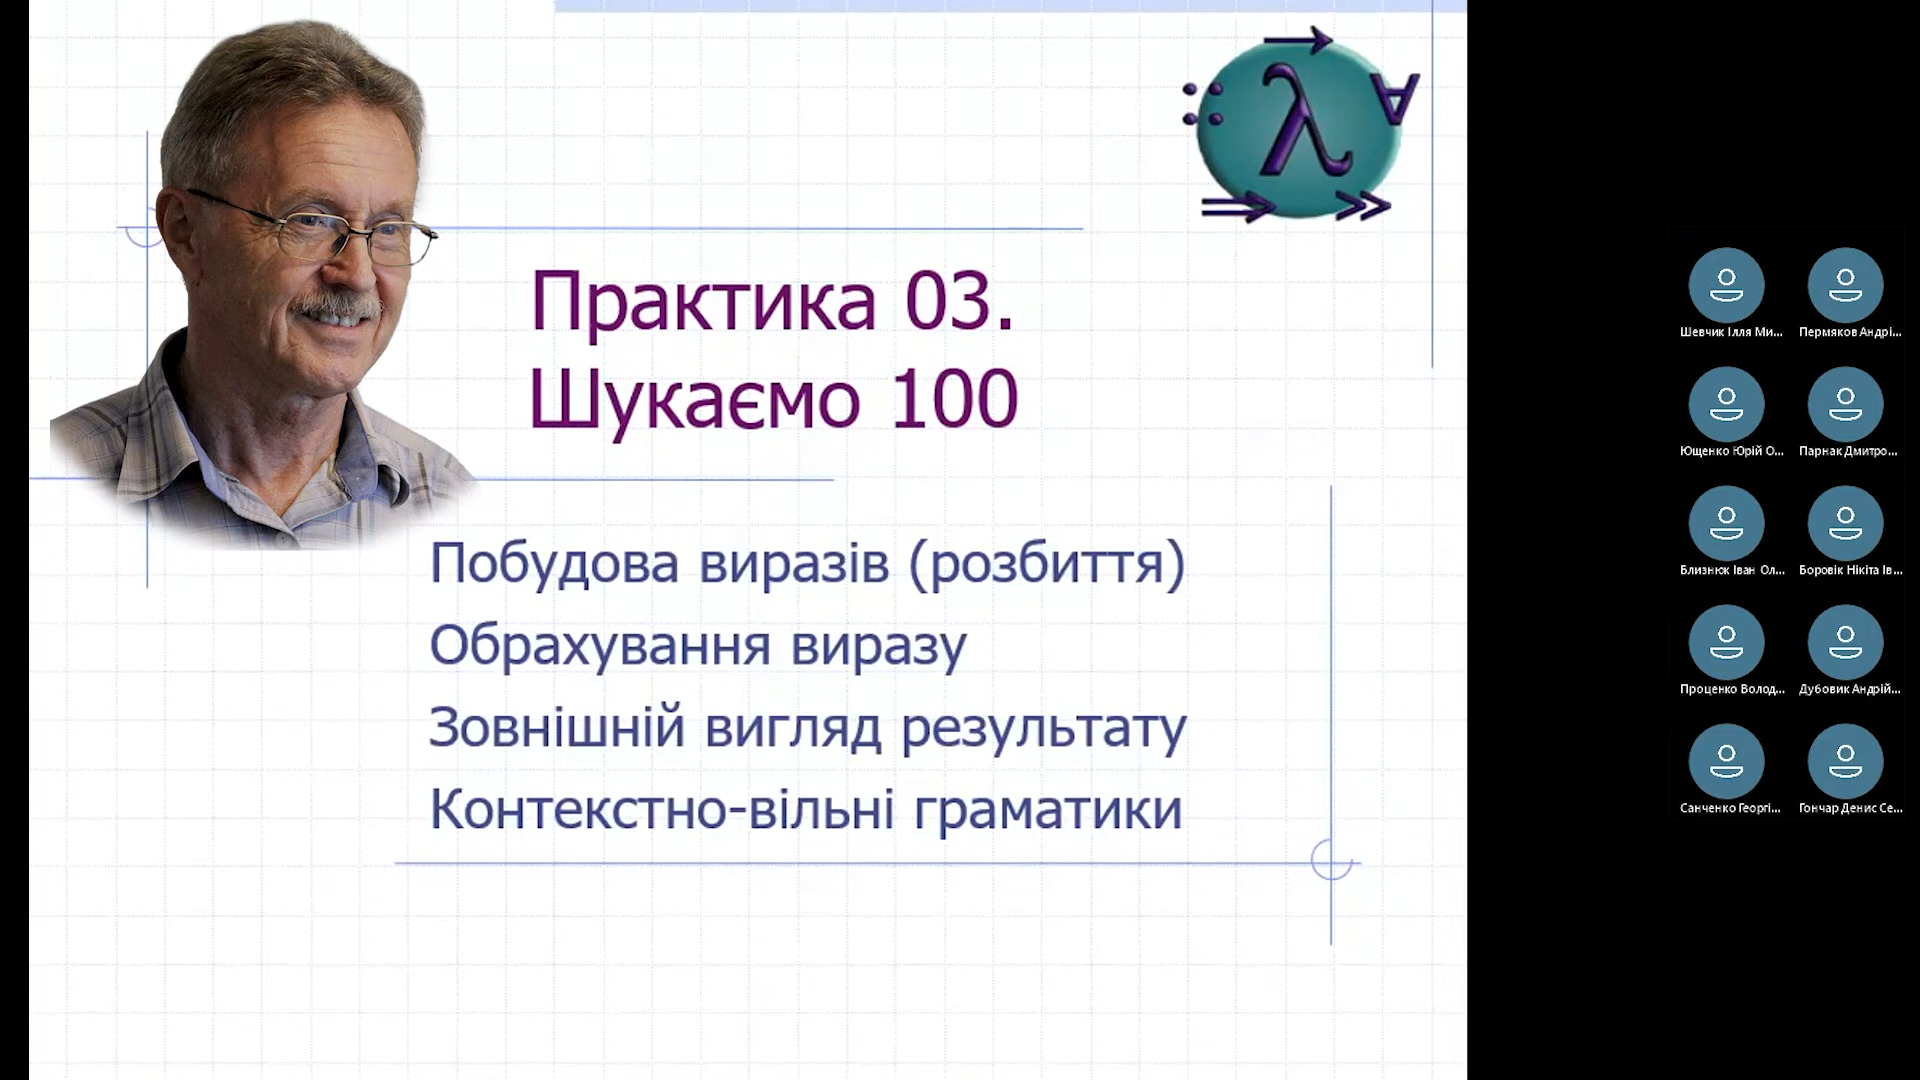 λ
∀
Практика 03.
Шукаємо 100
Побудова виразів (розбиття)
Обрахування виразу
Зовнішній вигляд результату
Контекстно-вільні граматики
Шевчик Ілля Ми...
Пермяков Андрі...
Ющенко Юрій О...
Парнак Дмитро...
Близнюк Іван Ол...
Боровік Нікіта Ів...
Проценко Волод...
Дубовик Андрій...
Санченко Георгі...
Гончар Денис Се...